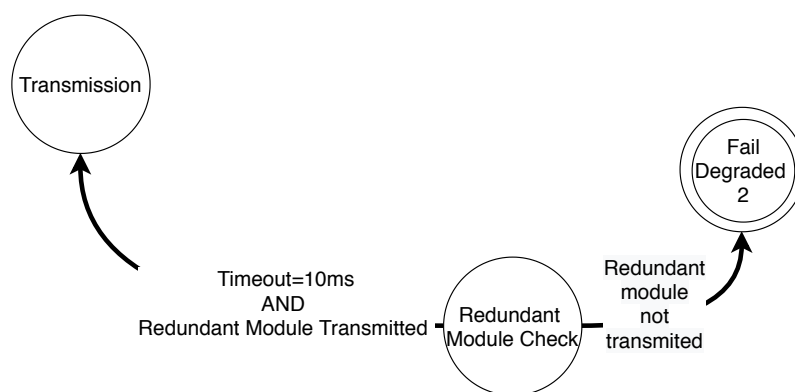 Transmission
Fail
Degraded
2
Timeout=10ms
AND
Redundant Module Transmitted
Redundant
Module Check
Redundant
module
not
transmited